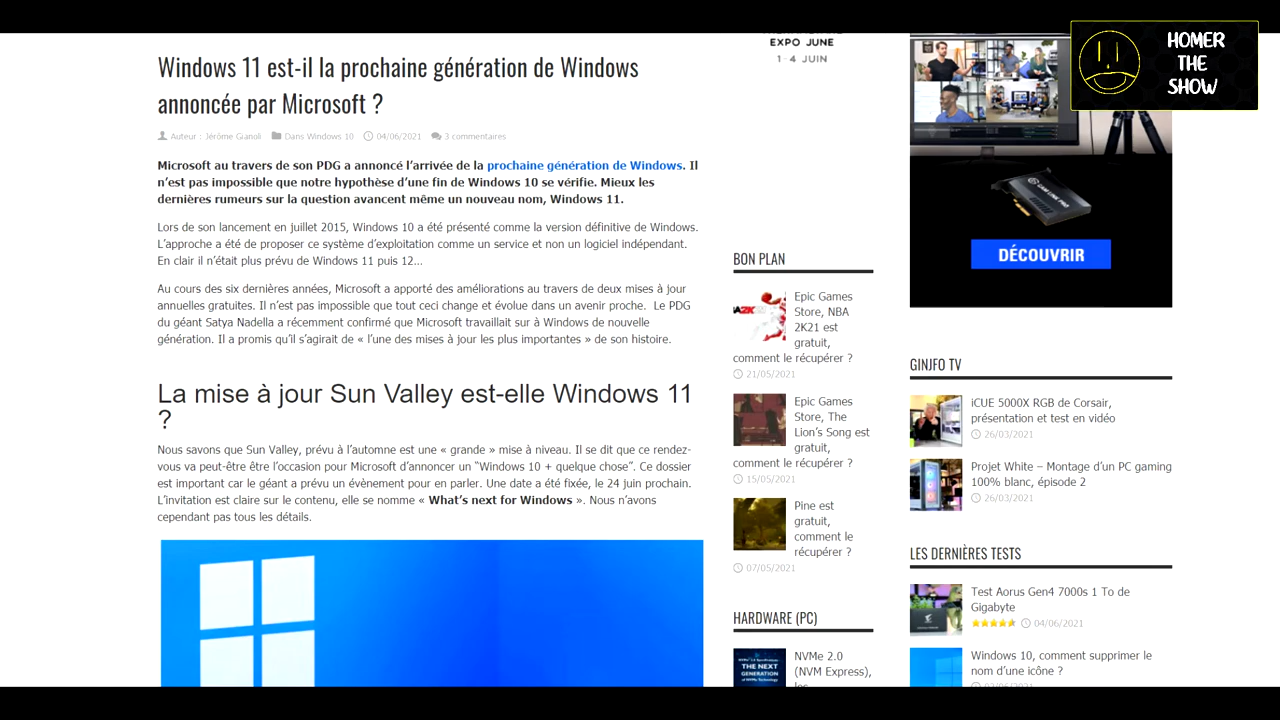 EXPO JUNE
1-4 JUIN
HOMER
THE
SHOW
Windows 11 est-il la prochaine génération de Windows
annoncée par Microsoft ?
Auteur : Jérôme Gianoli Dans Windows 10 04/06/2021 3 commentaires
Microsoft au travers de son PDG a annoncé l’arrivée de la prochaine génération de Windows. Il
n’est pas impossible que notre hypothèse d’une fin de Windows 10 se vérifie. Mieux les
dernières rumeurs sur la question avancent même un nouveau nom, Windows 11.
Lors de son lancement en juillet 2015, Windows 10 a été présenté comme la version définitive de Windows.
L’approche a été de proposer ce système d’exploitation comme un service et non un logiciel indépendant.
En clair il n’était plus prévu de Windows 11 puis 12…
Au cours des six dernières années, Microsoft a apporté des améliorations au travers de deux mises à jour
annuelles gratuites. Il n’est pas impossible que tout ceci change et évolue dans un avenir proche. Le PDG
du géant Satya Nadella a récemment confirmé que Microsoft travaillait sur à Windows de nouvelle
génération. Il a promis qu’il s’agirait de « l’une des mises à jour les plus importantes » de son histoire.
La mise à jour Sun Valley est-elle Windows 11
?
Nous savons que Sun Valley, prévu à l’automne est une « grande » mise à niveau. Il se dit que ce rendez-
vous va peut-être être l’occasion pour Microsoft d’annoncer un “Windows 10 + quelque chose”. Ce dossier
est important car le géant a prévu un évènement pour en parler. Une date a été fixée, le 24 juin prochain.
L’invitation est claire sur le contenu, elle se nomme « What’s next for Windows ». Nous n’avons
cependant pas tous les détails.
BON PLAN
Epic Games
Store, NBA
2K21 est
gratuit,
comment le récupérer ?
21/05/2021
Epic Games
Store, The
Lion’s Song est
gratuit,
comment le récupérer ?
15/05/2021
Pine est
gratuit,
comment le
récupérer ?
07/05/2021
HARDWARE (PC)
THE NEXT
GENERATION
NVMe 2.0
(NVM Express),
les
CAM LINK PRO
DÉCOUVRIR
GINJFO TV
iCUE 5000X RGB de Corsair,
présentation et test en vidéo
26/03/2021
Projet White – Montage d’un PC gaming
100% blanc, épisode 2
26/03/2021
LES DERNIÈRES TESTS
Test Aorus Gen4 7000s 1 To de
Gigabyte
04/06/2021
Windows 10, comment supprimer le
nom d’une icône ?